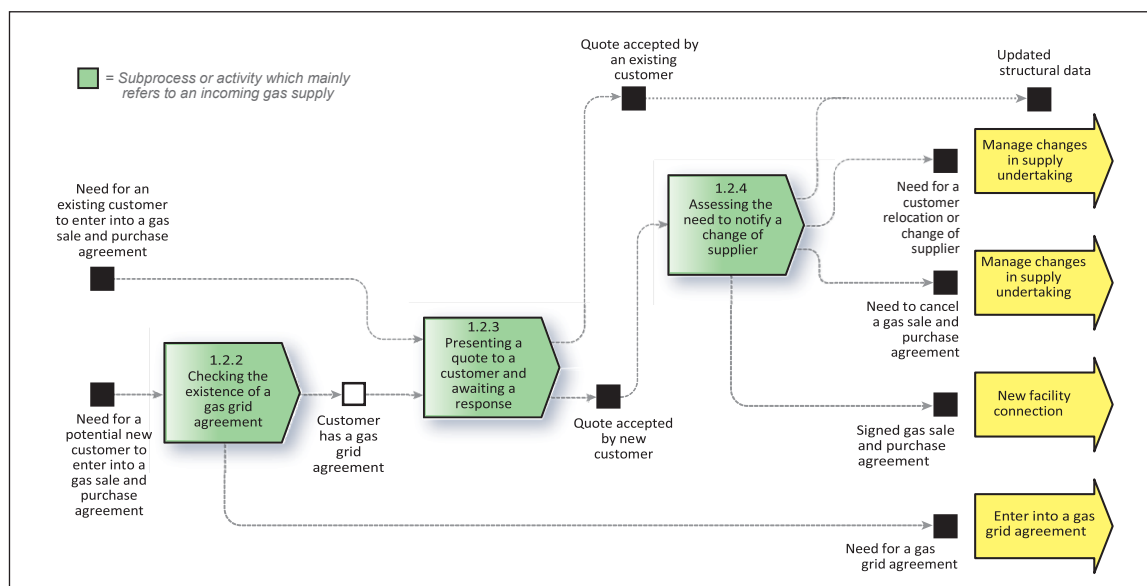 = Subprocess or activity which mainly
refers to an incoming gas supply
Quote accepted by
an existing
customer
Updated
structural data
Need for an
existing customer
to enter into a gas
sale and purchase
agreement
1.2.4
Assessing the
need to notify a
change of
supplier
Need for a
customer
relocation or
change of
supplier
Manage changes
in supply
undertaking
Manage changes
in supply
undertaking
Need to cancel
a gas sale and
purchase
agreement
1.2.3
Presenting a
quote to a
customer and
awaiting a
response
1.2.2
Checking the
existence of a
gas grid
agreement
Need for a
potential new
customer to
enter into a
gas sale and
purchase
agreement
Customer
has a gas
grid
agreement
Quote accepted
by new
customer
Signed gas sale
and purchase
agreement
New facility
connection
Need for a gas
grid agreement
Enter into a gas
grid agreement